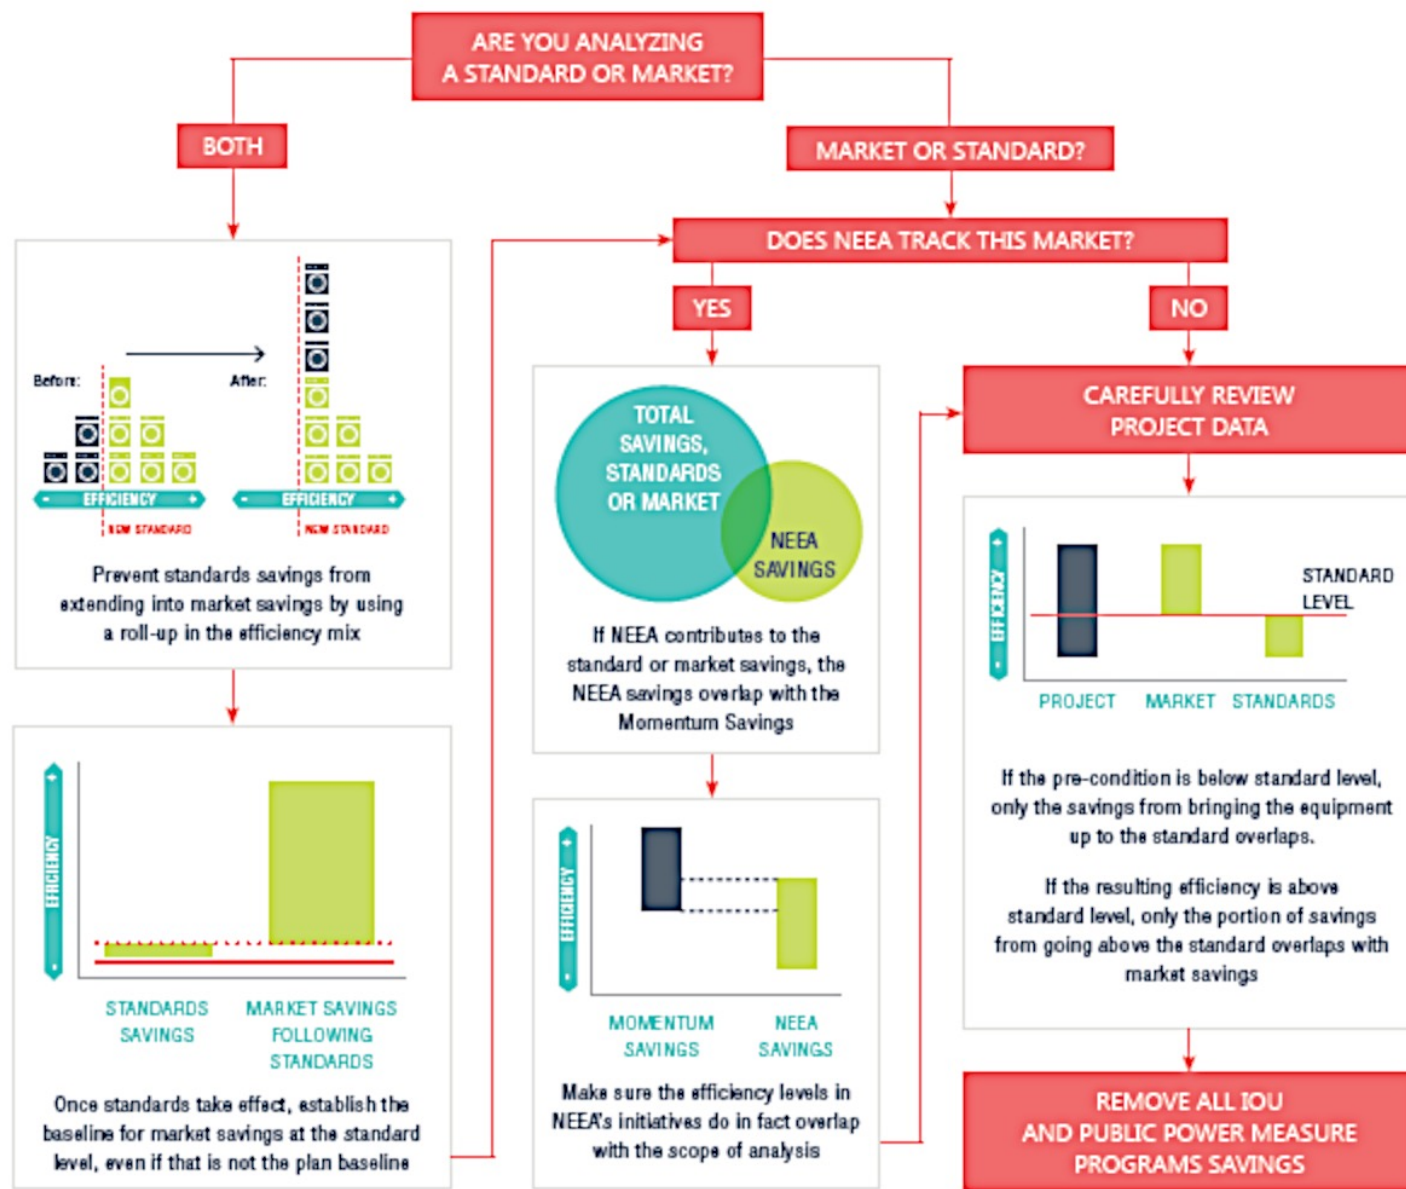 ARE YOU ANALYZING
A STANDARD OR MARKET?
BOTH
MARKET OR STANDARD?
DOES NEEA TRACK THIS MARKET?
YES
NO
Before:
After:
- EFFICIENCY +
- EFFICIENCY +
NEW STANDARD
NEW STANDARD
Prevent standards savings from
extending into market savings by using
a roll-up in the efficiency mix
+
EFFICIENCY
-
STANDARDS
SAVINGS
MARKET SAVINGS
FOLLOWING
STANDARDS
Once standards take effect, establish the
baseline for market savings at the standard
level, even if that is not the plan baseline
TOTAL
SAVINGS,
STANDARDS
OR MARKET
NEEA
SAVINGS
If NEEA contributes to the
standard or market savings, the
NEEA savings overlap with the
Momentum Savings
+
EFFICIENCY
-
MOMENTUM
SAVINGS
NEEA
SAVINGS
Make sure the efficiency levels in
NEEA's initiatives do in fact overlap
with the scope of analysis
CAREFULLY REVIEW
PROJECT DATA
+
EFFICIENCY
-
STANDARD
LEVEL
PROJECT
MARKET
STANDARDS
If the pre-condition is below standard level,
only the savings from bringing the equipment
up to the standard overlaps.
If the resulting efficiency is above
standard level, only the portion of savings
from going above the standard overlaps with
market savings
REMOVE ALL IOU
AND PUBLIC POWER MEASURE
PROGRAMS SAVINGS